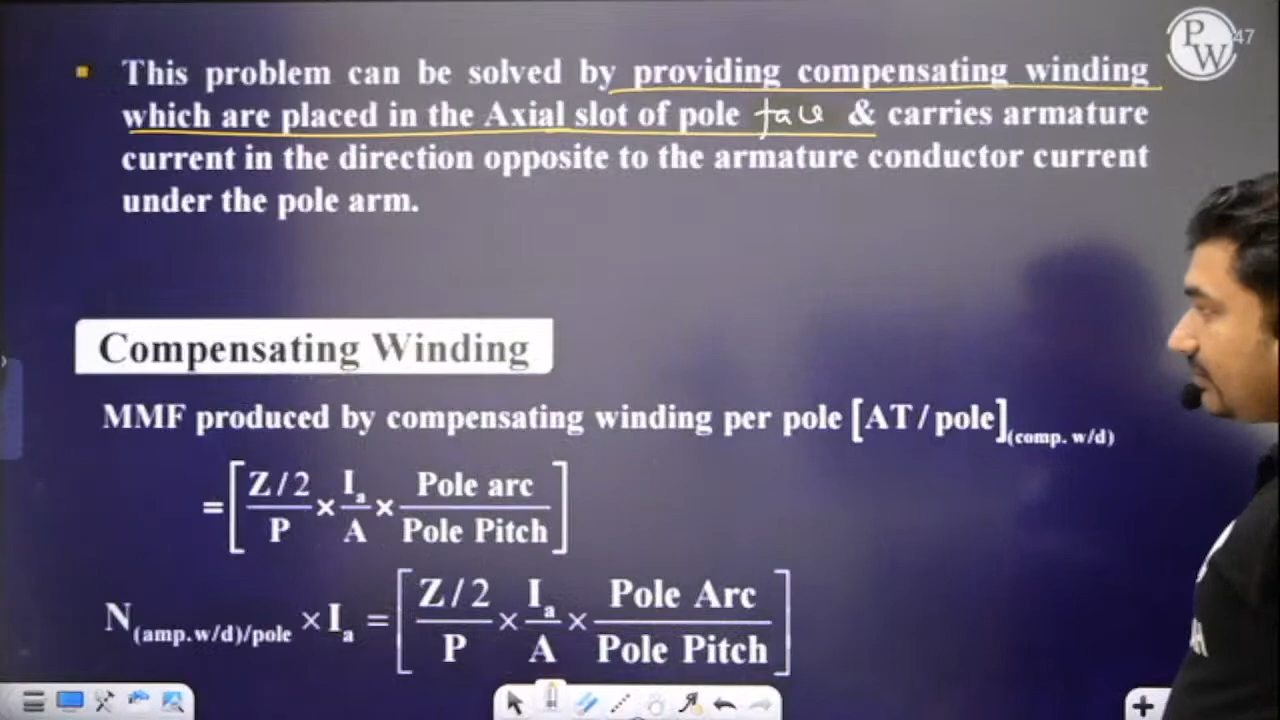 P
W 47
This problem can be solved by providing compensating winding
which are placed in the Axial slot of pole face & carries armature
current in the direction opposite to the armature conductor current
under the pole arm.
Compensating Winding
MMF produced by compensating winding per pole [AT / pole](comp. w/d)
= [ Z / 2 / P × Ia / A × Pole arc / Pole Pitch ]
N(amp.w/d)/pole × Ia = [ Z / 2 / P × Ia / A × Pole Arc / Pole Pitch ]